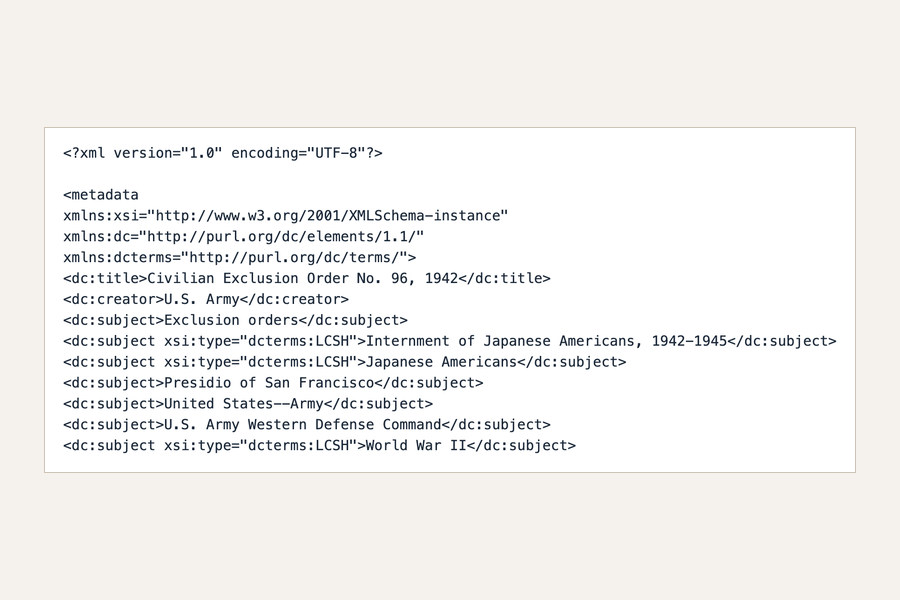 <?xml version="1.0" encoding="UTF-8"?>

<metadata
xmlns:xsi="http://www.w3.org/2001/XMLSchema-instance"
xmlns:dc="http://purl.org/dc/elements/1.1/"
xmlns:dcterms="http://purl.org/dc/terms/">
<dc:title>Civilian Exclusion Order No. 96, 1942</dc:title>
<dc:creator>U.S. Army</dc:creator>
<dc:subject>Exclusion orders</dc:subject>
<dc:subject xsi:type="dcterms:LCSH">Internment of Japanese Americans, 1942-1945</dc:subject>
<dc:subject xsi:type="dcterms:LCSH">Japanese Americans</dc:subject>
<dc:subject>Presidio of San Francisco</dc:subject>
<dc:subject>United States--Army</dc:subject>
<dc:subject>U.S. Army Western Defense Command</dc:subject>
<dc:subject xsi:type="dcterms:LCSH">World War II</dc:subject>